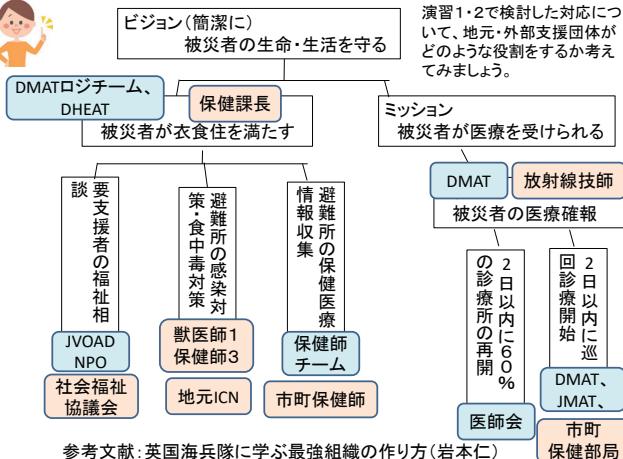 ビジョン(簡潔に)
被災者の生命・生活を守る
演習1・2で検討した対応につ
いて、地元・外部支援団体が
どのような役割をするか考え
てみましょう。
DMATロジチーム、
DHEAT
保健課長
被災者が衣食住を満たす
ミッション
被災者が医療を受けられる
DMAT
放射線技師
被災者の医療確報
要支援者の福祉相
談
避難所の感染対
策・食中毒対策
避難所の保健医療
情報収集
2日以内に60%
の診療所の再開
2日以内に巡
回診療開始
JVOAD
NPO
社会福祉
協議会
獣医師1
保健師3
地元ICN
保健師
チーム
市町保健師
医師会
DMAT、
JMAT、
市町
保健部局
参考文献:英国海兵隊に学ぶ最強組織の作り方(岩本仁)